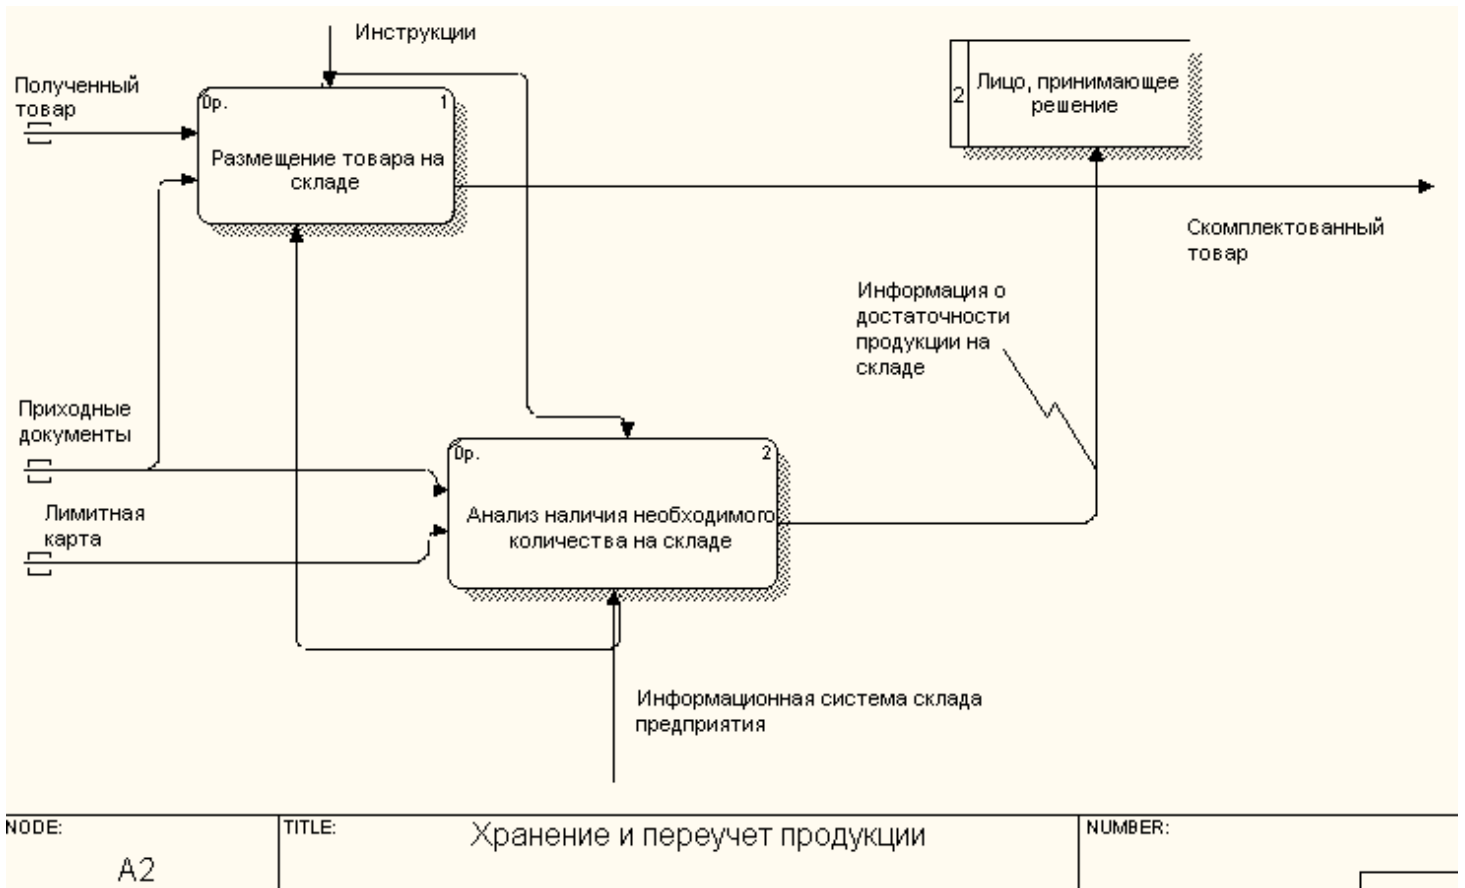 Инструкции
Полученный
товар
0р.
1
Размещение товара на
складе
2
Лицо, принимающее
решение
Скомплектованный
товар
Информация о
достаточности
продукции на
складе
Приходные
документы
Лимитная
карта
0р.
2
Анализ наличия необходимого
количества на складе
Информационная система склада
предприятия
NODE:
A2
TITLE:
Хранение и переучет продукции
NUMBER: